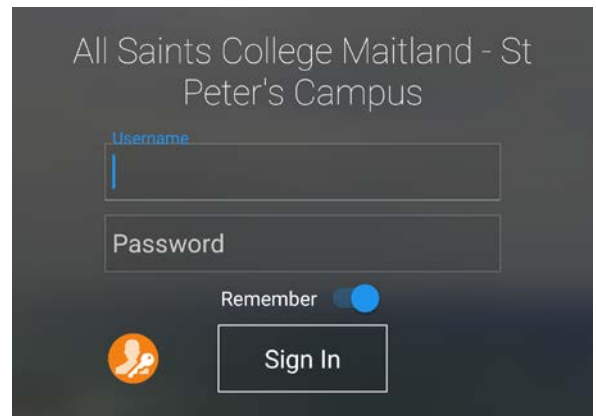 All Saints College Maitland - St
Peter's Campus
Username
Password
Remember
Sign In